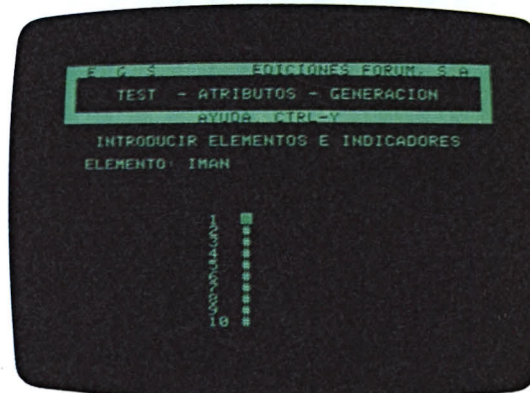 E G S EDICIONES FORUM, S.A
TEST - ATRIBUTOS - GENERACION
AYUDA, CTRL-Y
INTRODUCIR ELEMENTOS E INDICADORES
ELEMENTO: IMAN
1
2 #
3 #
4 #
5 #
6 #
7 #
8 #
9 #
10 #